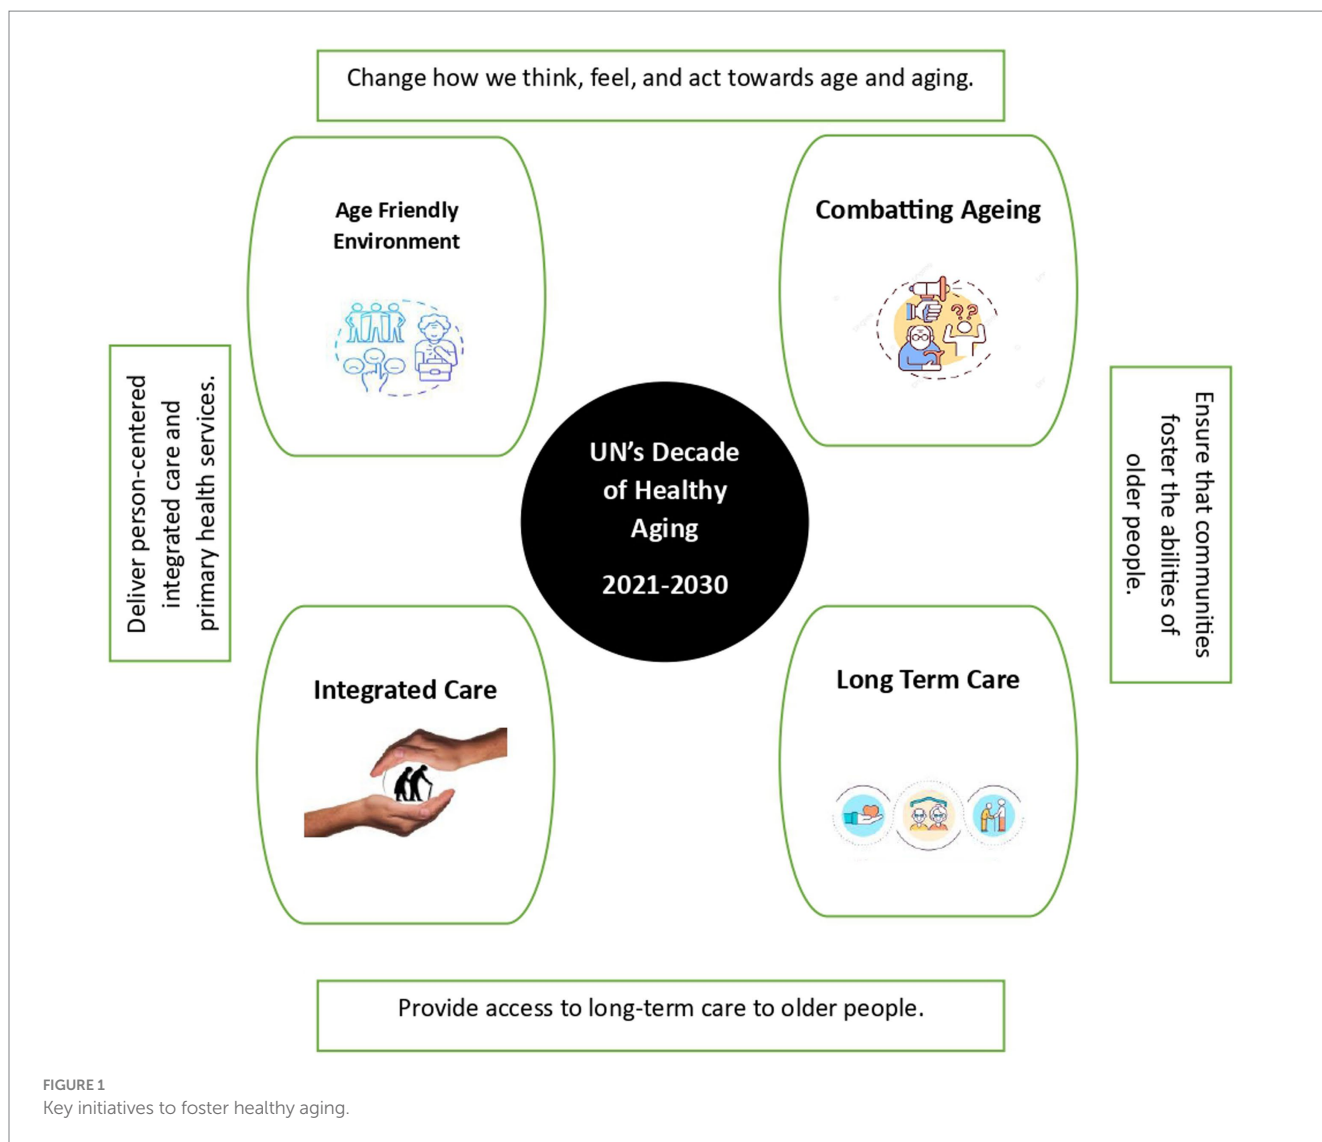 Change how we think, feel, and act towards age and aging.
Age Friendly
Environment
Combatting Ageing
Deliver person-centered
integrated care and
primary health services.
UN’s Decade
of Healthy
Aging
2021-2030
Ensure that communities
foster the abilities of
older people.
Integrated Care
Long Term Care
Provide access to long-term care to older people.
FIGURE 1
Key initiatives to foster healthy aging.